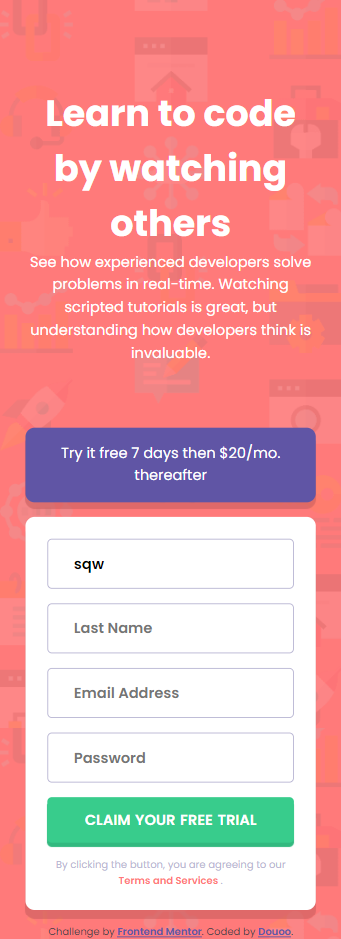 Learn to code
by watching
others
See how experienced developers solve
problems in real-time. Watching
scripted tutorials is great, but
understanding how developers think is
invaluable.
Try it free 7 days then $20/mo.
thereafter
sqw
Last Name
Email Address
Password
CLAIM YOUR FREE TRIAL
By clicking the button, you are agreeing to our
Terms and Services .
Challenge by Frontend Mentor. Coded by Douoo.